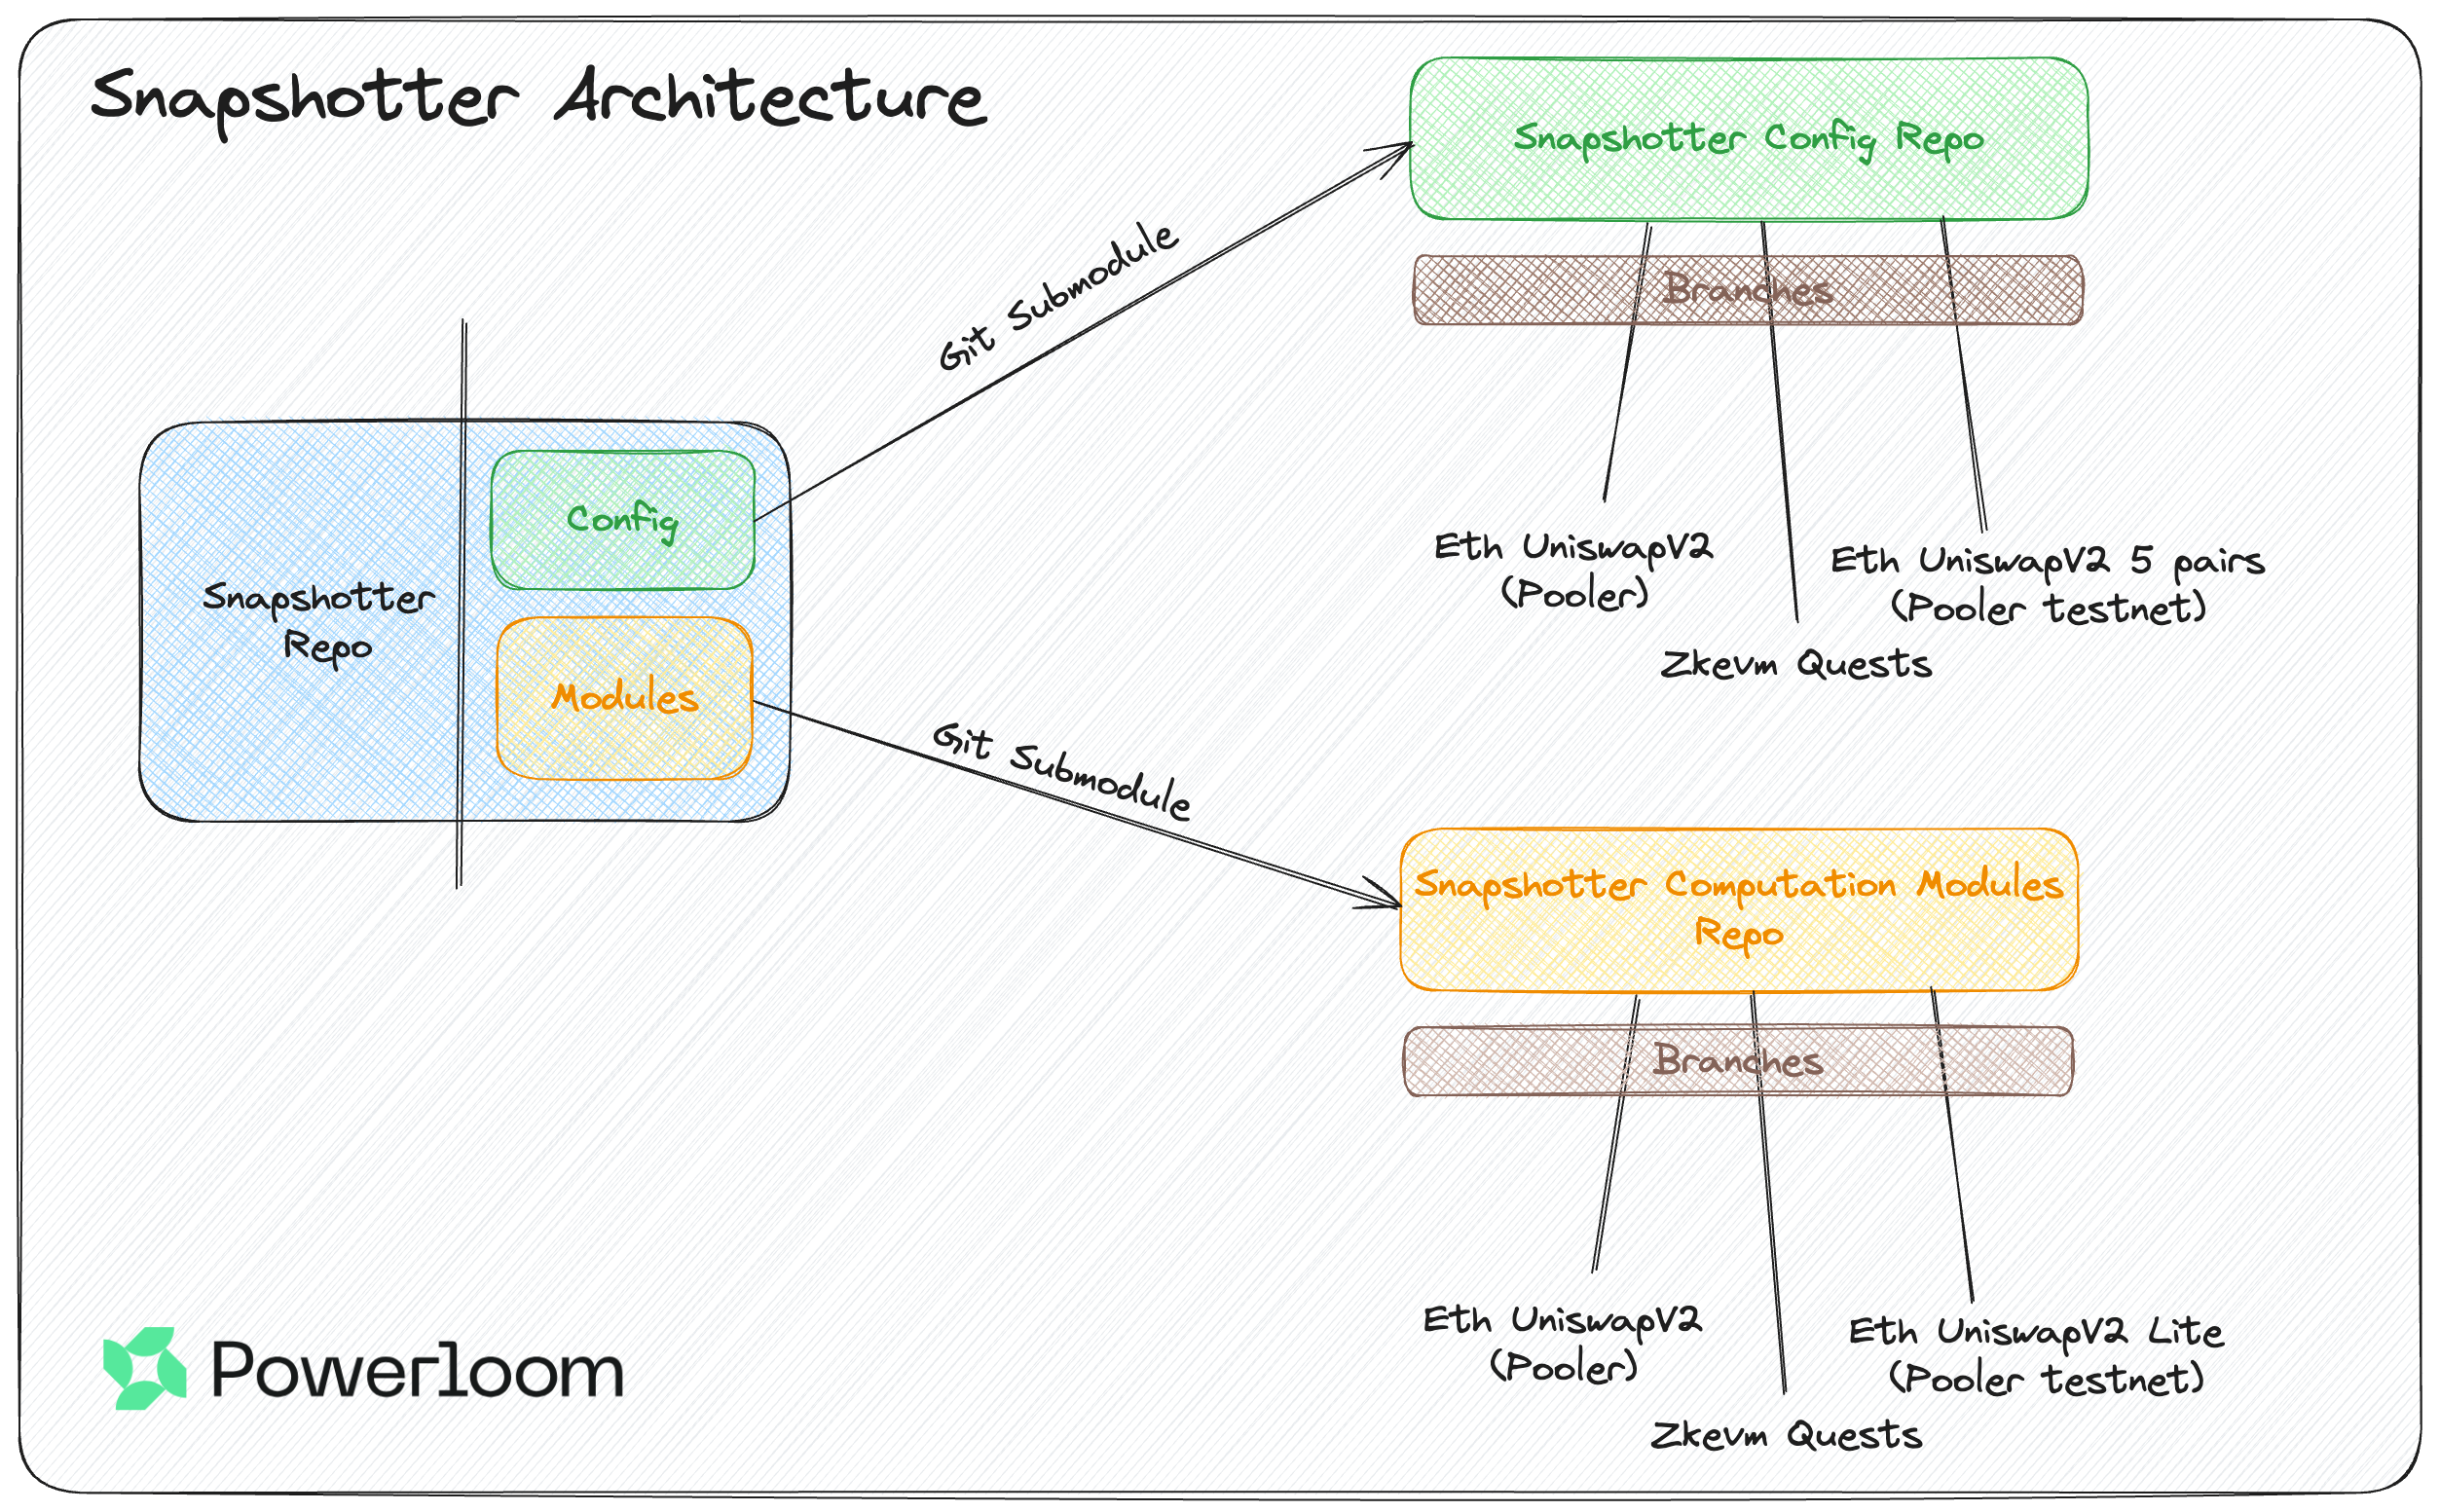 Snapshotter Architecture
Snapshotter Config Repo
Branches
Git Submodule
Eth UniswapV2
(Pooler)
Zkevm Quests
Eth UniswapV2 5 pairs
(Pooler testnet)
Snapshotter
Repo
Config
Modules
Git Submodule
Snapshotter Computation Modules
Repo
Branches
Eth UniswapV2
(Pooler)
Zkevm Quests
Eth UniswapV2 Lite
(Pooler testnet)
Powerloom